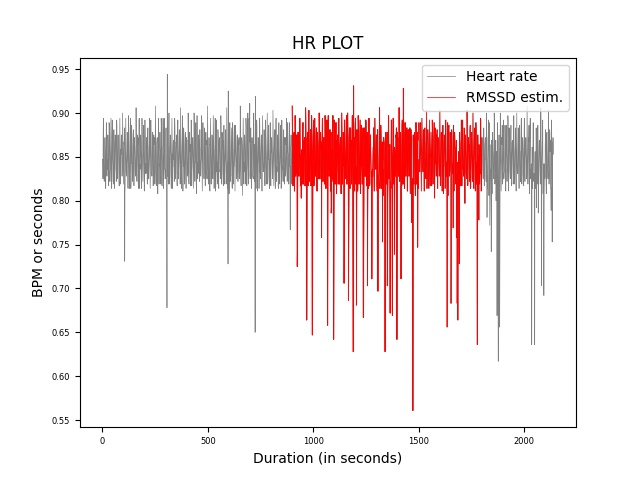 HR PLOT
Heart rate
RMSSD estim.
BPM or seconds
0.95
0.90
0.85
0.80
0.75
0.70
0.65
0.60
0.55
0 500 1000 1500 2000
Duration (in seconds)